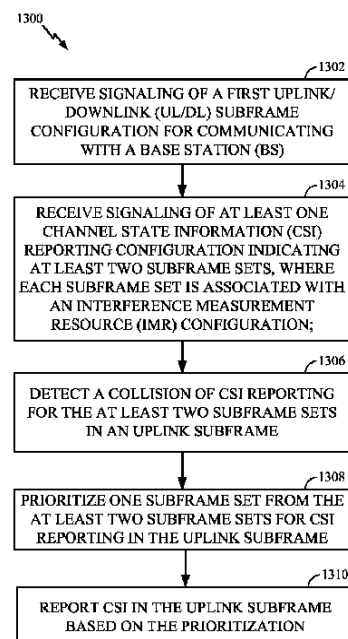 1300
1302
RECEIVE SIGNALING OF A FIRST UPLINK/
DOWNLINK (UL/DL) SUBFRAME
CONFIGURATION FOR COMMUNICATING
WITH A BASE STATION (BS)
1304
RECEIVE SIGNALING OF AT LEAST ONE
CHANNEL STATE INFORMATION (CSI)
REPORTING CONFIGURATION INDICATING
AT LEAST TWO SUBFRAME SETS, WHERE
EACH SUBFRAME SET IS ASSOCIATED WITH
AN INTERFERENCE MEASUREMENT
RESOURCE (IMR) CONFIGURATION;
1306
DETECT A COLLISION OF CSI REPORTING
FOR THE AT LEAST TWO SUBFRAME SETS
IN AN UPLINK SUBFRAME
1308
PRIORITIZE ONE SUBFRAME SET FROM THE
AT LEAST TWO SUBFRAME SETS FOR CSI
REPORTING IN THE UPLINK SUBFRAME
1310
REPORT CSI IN THE UPLINK SUBFRAME
BASED ON THE PRIORITIZATION